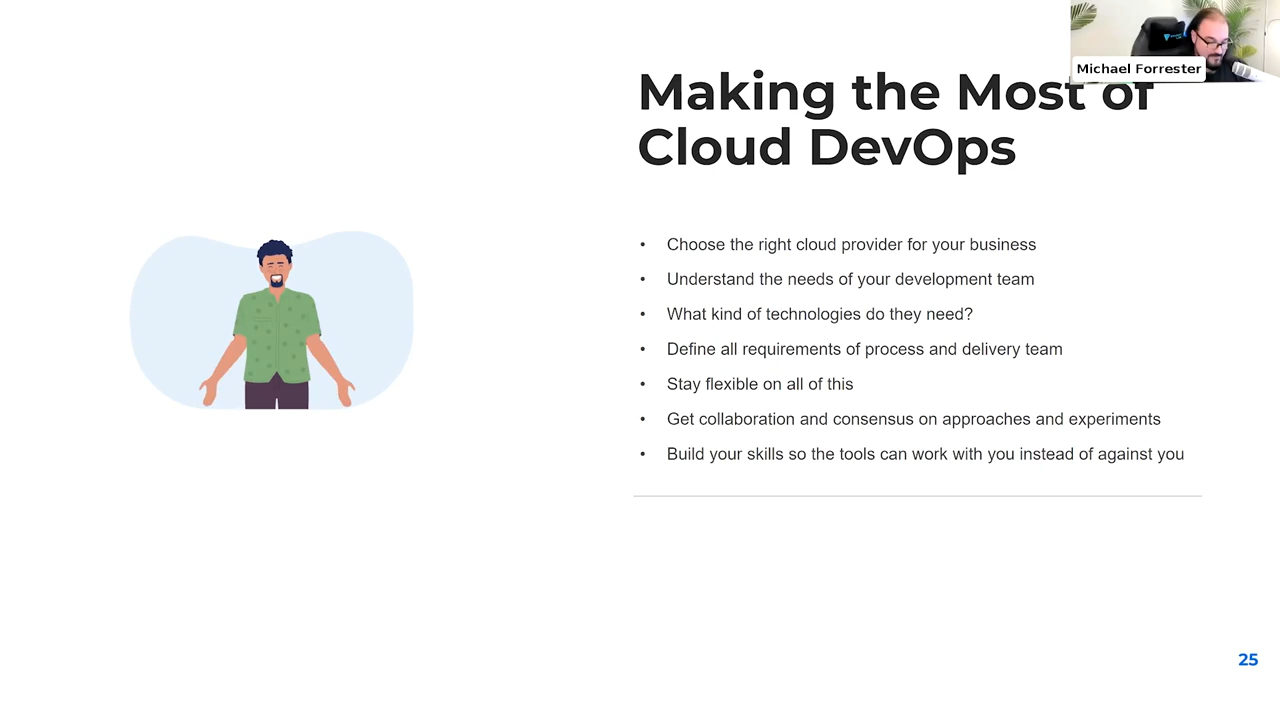 Michael Forrester
Making the Most of
Cloud DevOps
• Choose the right cloud provider for your business
• Understand the needs of your development team
• What kind of technologies do they need?
• Define all requirements of process and delivery team
• Stay flexible on all of this
• Get collaboration and consensus on approaches and experiments
• Build your skills so the tools can work with you instead of against you
25